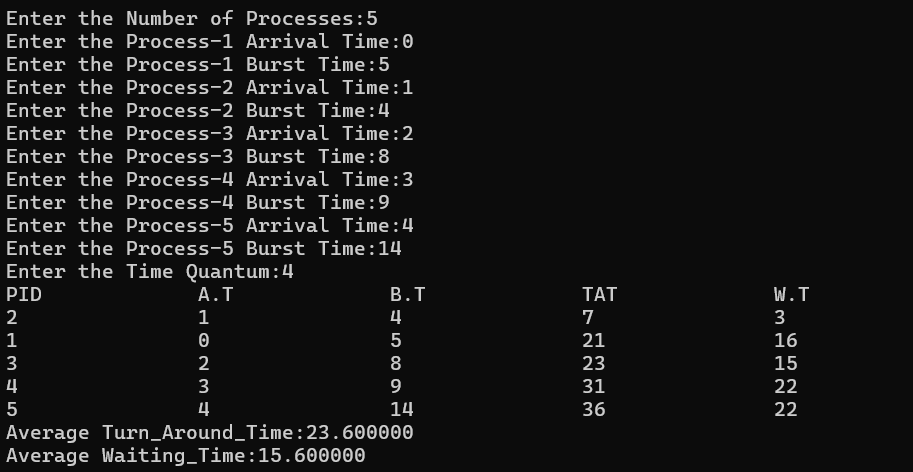 Enter the Number of Processes:5
Enter the Process-1 Arrival Time:0
Enter the Process-1 Burst Time:5
Enter the Process-2 Arrival Time:1
Enter the Process-2 Burst Time:4
Enter the Process-3 Arrival Time:2
Enter the Process-3 Burst Time:8
Enter the Process-4 Arrival Time:3
Enter the Process-4 Burst Time:9
Enter the Process-5 Arrival Time:4
Enter the Process-5 Burst Time:14
Enter the Time Quantum:4
PID A.T B.T TAT W.T
2 1 4 7 3
1 0 5 21 16
3 2 8 23 15
4 3 9 31 22
5 4 14 36 22
Average Turn_Around_Time:23.600000
Average Waiting_Time:15.600000